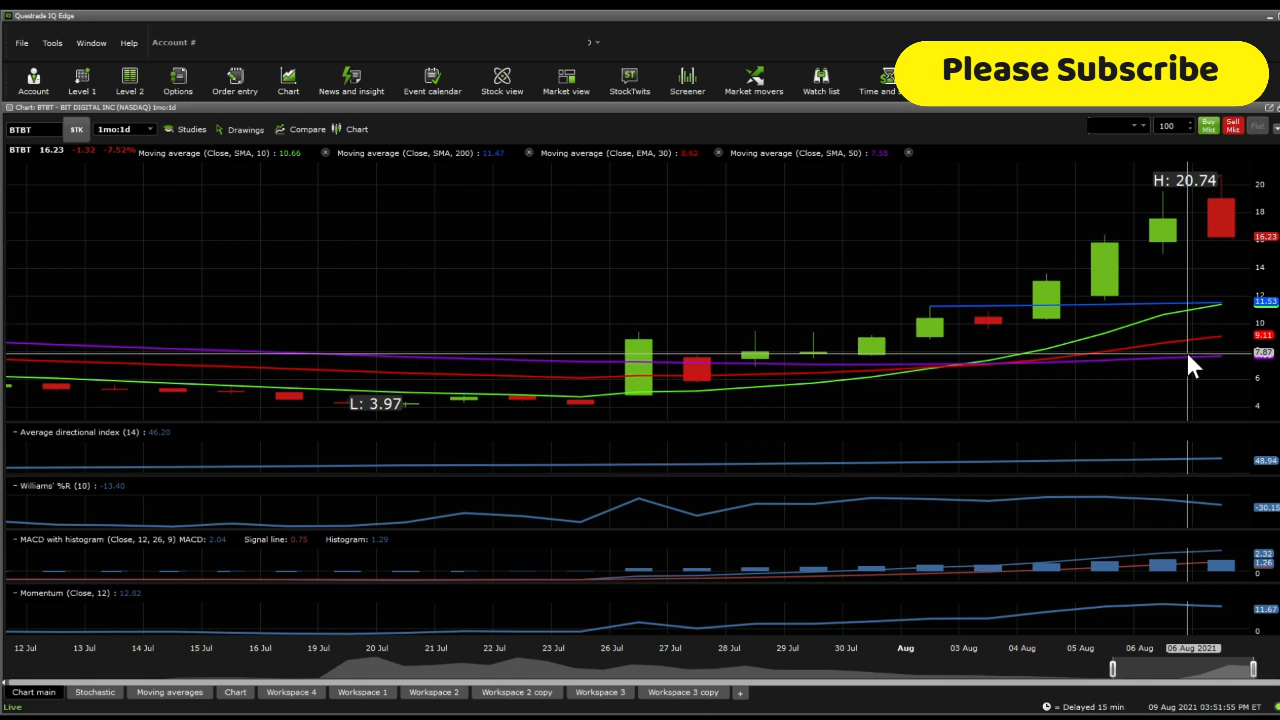 Questrade IQ Edge
File Tools Window Help Account #
Please Subscribe
Account Level 1 Level 2 Options Order entry Chart News and insight Event calendar Stock view Market view StockTwits Screener Market movers Watch list Time and
Chart: BTBT - BIT DIGITAL INC (NASDAQ) 1mo:1d
BTBT STK 1mo:1d Studies Drawings Compare Chart 100 Buy Mkt Sell Mkt Flat
BTBT 16.23 -1.32 -7.52% Moving average (Close, SMA, 10) : 10.66 Moving average (Close, SMA, 200) : 11.47 Moving average (Close, EMA, 30) : 8.62 Moving average (Close, SMA, 50) : 7.55
H: 20.74
20
18
16.23
12
11.53
10
9.11
7.87
6
L: 3.97
4
- Average directional index (14) : 46.20
48.94
- Williams' %R (10) : -13.40
-30.15
- MACD with histogram (Close, 12, 26, 9) MACD: 2.04 Signal line: 0.75 Histogram: 1.29
2.32
1.26
0
- Momentum (Close, 12) : 12.82
11.67
0
12 Jul 13 Jul 14 Jul 15 Jul 16 Jul 19 Jul 20 Jul 21 Jul 22 Jul 23 Jul 26 Jul 27 Jul 28 Jul 29 Jul 30 Jul Aug 03 Aug 04 Aug 05 Aug 06 Aug 06 Aug 2021
Chart main Stochastic Moving averages Chart Workspace 4 Workspace 1 Workspace 2 Workspace 2 copy Workspace 3 Workspace 3 copy +
Live = Delayed 15 min 09 Aug 2021 03:51:55 PM ET